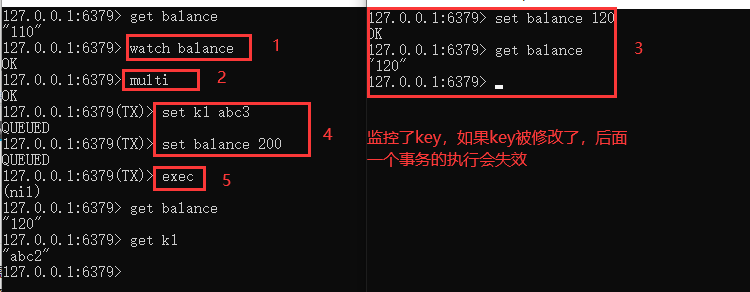 127.0.0.1:6379> get balance
"110"
127.0.0.1:6379> watch balance
1
OK
127.0.0.1:6379> multi
2
OK
127.0.0.1:6379(TX)> set k1 abc3
QUEUED
4
127.0.0.1:6379(TX)> set balance 200
QUEUED
127.0.0.1:6379(TX)> exec
5
(nil)
127.0.0.1:6379> get balance
"120"
127.0.0.1:6379> get k1
"abc2"
127.0.0.1:6379>
127.0.0.1:6379> set balance 120
OK
127.0.0.1:6379> get balance
3
"120"
127.0.0.1:6379>
监控了key，如果key被修改了，后面
一个事务的执行会失效